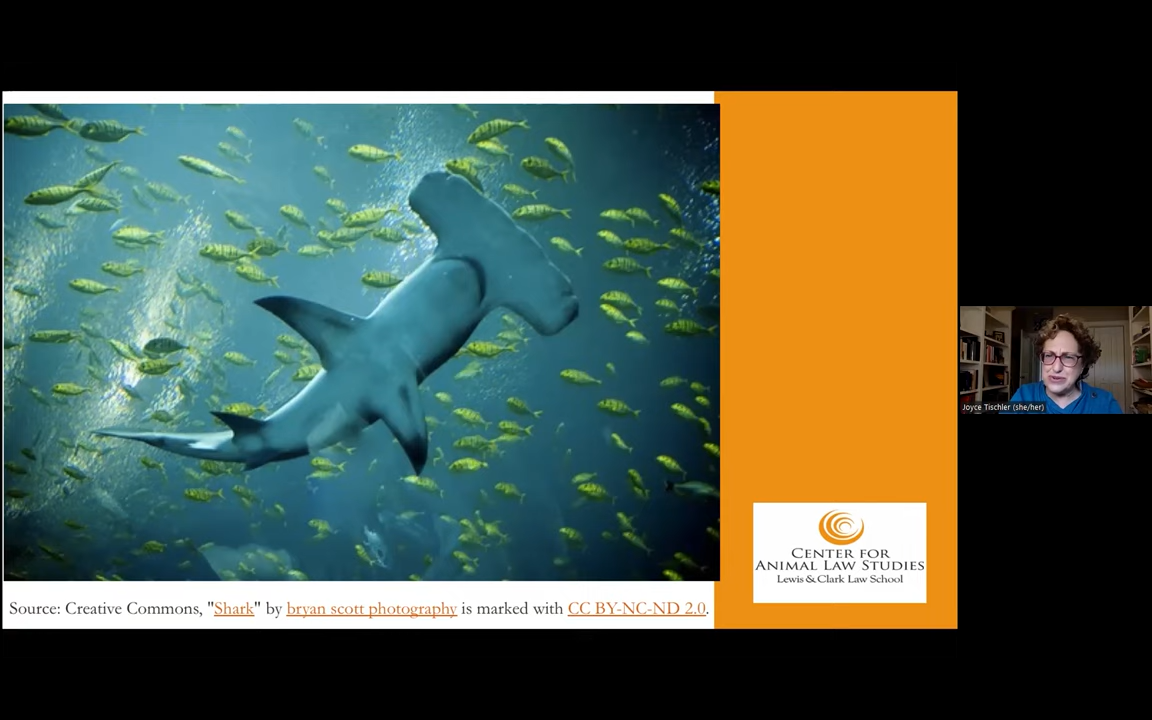 Joyce Tischler (she/her)
CENTER FOR
ANIMAL LAW STUDIES
Lewis & Clark Law School
Source: Creative Commons, "Shark" by bryan scott photography is marked with CC BY-NC-ND 2.0.